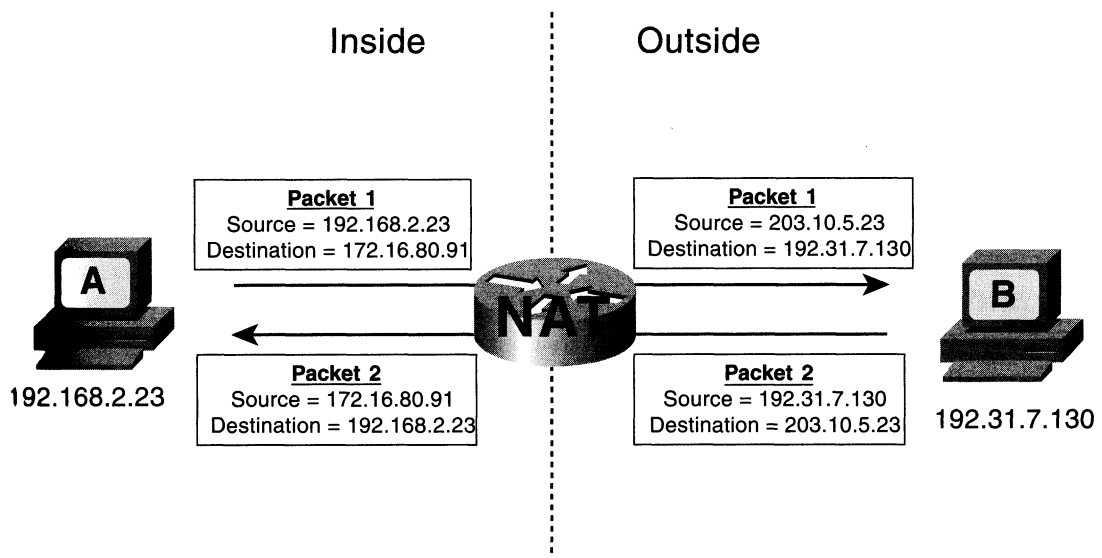 Inside
Outside
Packet 1
Source = 192.168.2.23
Destination = 172.16.80.91
Packet 1
Source = 203.10.5.23
Destination = 192.31.7.130
A
NAT
B
Packet 2
Source = 172.16.80.91
Destination = 192.168.2.23
Packet 2
Source = 192.31.7.130
Destination = 203.10.5.23
192.168.2.23
192.31.7.130